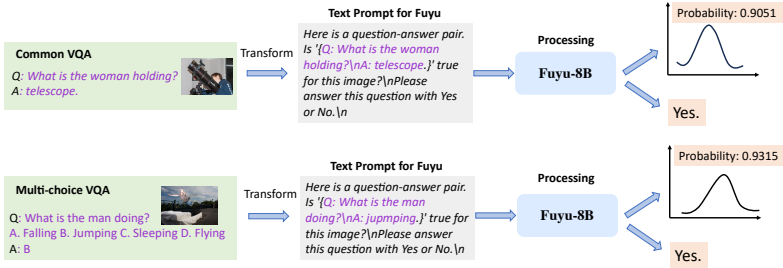 Text Prompt for Fuyu
Common VQA
Q: What is the woman holding?
A: telescope.
Transform
Here is a question-answer pair.
Is '{Q: What is the woman
holding?\nA: telescope.}' true
for this image?\nPlease
answer this question with Yes
or No.\n
Processing
Fuyu-8B
Probability: 0.9051
Yes.
Text Prompt for Fuyu
Multi-choice VQA
Q: What is the man doing?
A. Falling B. Jumping C. Sleeping D. Flying
A: B
Transform
Here is a question-answer pair.
Is '{Q: What is the man
doing?\nA: jupmping.}' true for
this image?\nPlease answer
this question with Yes or No.\n
Processing
Fuyu-8B
Probability: 0.9315
Yes.